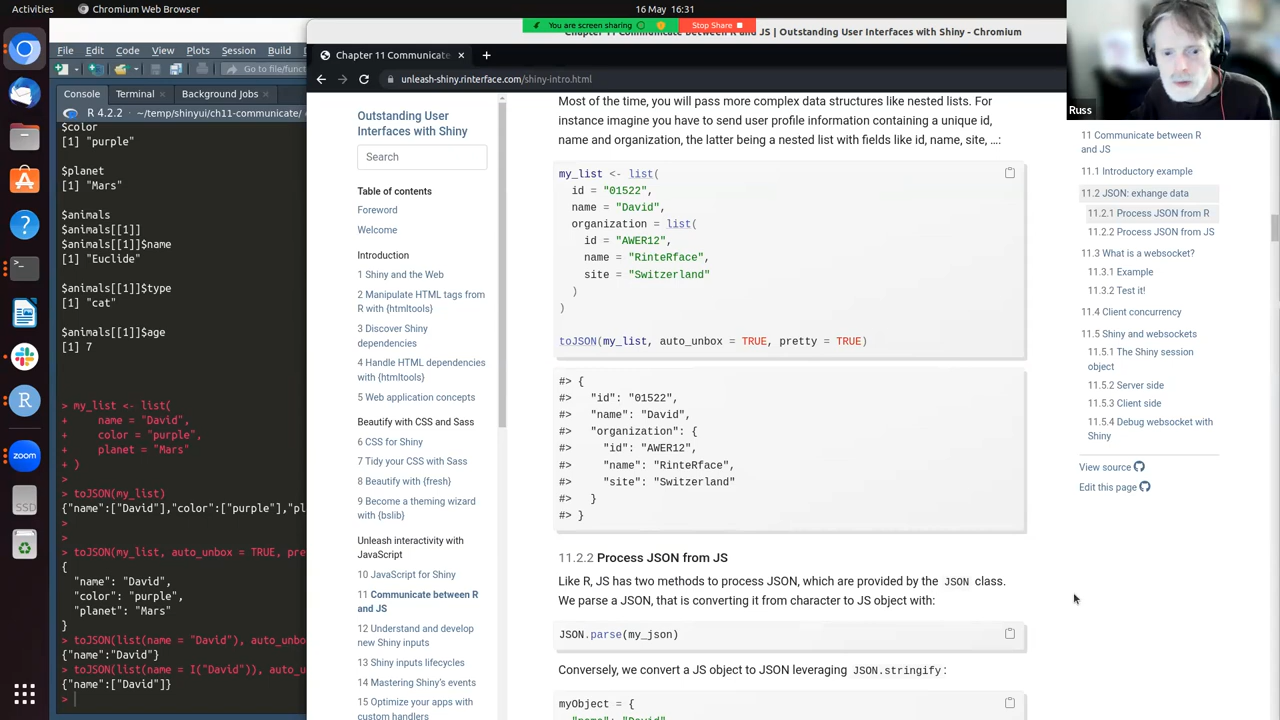 Activities
Chromium Web Browser
16 May 16:31
You are screen sharing
Stop Share
Chapter 11 Communicate between R and JS | Outstanding User Interfaces with Shiny - Chromium
File Edit Code View Plots Session Build
Go to file/func
Console Terminal Background Jobs
R 4.2.2 · ~/temp/shinyui/ch11-communicate/
$color
[1] "purple"
$planet
[1] "Mars"
$animals
$animals[[1]]
$animals[[1]]$name
[1] "Euclide"
$animals[[1]]$type
[1] "cat"
$animals[[1]]$age
[1] 7
> my_list <- list(
+ name = "David",
+ color = "purple",
+ planet = "Mars"
+ )
>
> toJSON(my_list)
{"name":["David"],"color":["purple"],"pl
>
>
> toJSON(my_list, auto_unbox = TRUE, pre
{
"name": "David",
"color": "purple",
"planet": "Mars"
}
> toJSON(list(name = "David"), auto_unbo
{"name":"David"}
> toJSON(list(name = I("David")), auto_u
{"name":["David"]}
>
zoom
SSD
Chapter 11 Communicate
unleash-shiny.rinterface.com/shiny-intro.html
Outstanding User
Interfaces with Shiny
Search
Table of contents
Foreword
Welcome
Introduction
1 Shiny and the Web
2 Manipulate HTML tags from
R with {htmltools}
3 Discover Shiny
dependencies
4 Handle HTML dependencies
with {htmltools}
5 Web application concepts
Beautify with CSS and Sass
6 CSS for Shiny
7 Tidy your CSS with Sass
8 Beautify with {fresh}
9 Become a theming wizard
with {bslib}
Unleash interactivity with
JavaScript
10 JavaScript for Shiny
11 Communicate between R
and JS
12 Understand and develop
new Shiny inputs
13 Shiny inputs lifecycles
14 Mastering Shiny's events
15 Optimize your apps with
custom handlers
Most of the time, you will pass more complex data structures like nested lists. For
instance imagine you have to send user profile information containing a unique id,
name and organization, the latter being a nested list with fields like id, name, site, …:
my_list <- list(
id = "01522",
name = "David",
organization = list(
id = "AWER12",
name = "RinteRface",
site = "Switzerland"
)
)
toJSON(my_list, auto_unbox = TRUE, pretty = TRUE)
#> {
#> "id": "01522",
#> "name": "David",
#> "organization": {
#> "id": "AWER12",
#> "name": "RinteRface",
#> "site": "Switzerland"
#> }
#> }
11.2.2 Process JSON from JS
Like R, JS has two methods to process JSON, which are provided by the JSON class.
We parse a JSON, that is converting it from character to JS object with:
JSON.parse(my_json)
Conversely, we convert a JS object to JSON leveraging JSON.stringify:
myObject = {
Russ
11 Communicate between R
and JS
11.1 Introductory example
11.2 JSON: exhange data
11.2.1 Process JSON from R
11.2.2 Process JSON from JS
11.3 What is a websocket?
11.3.1 Example
11.3.2 Test it!
11.4 Client concurrency
11.5 Shiny and websockets
11.5.1 The Shiny session
object
11.5.2 Server side
11.5.3 Client side
11.5.4 Debug websocket with
Shiny
View source
Edit this page